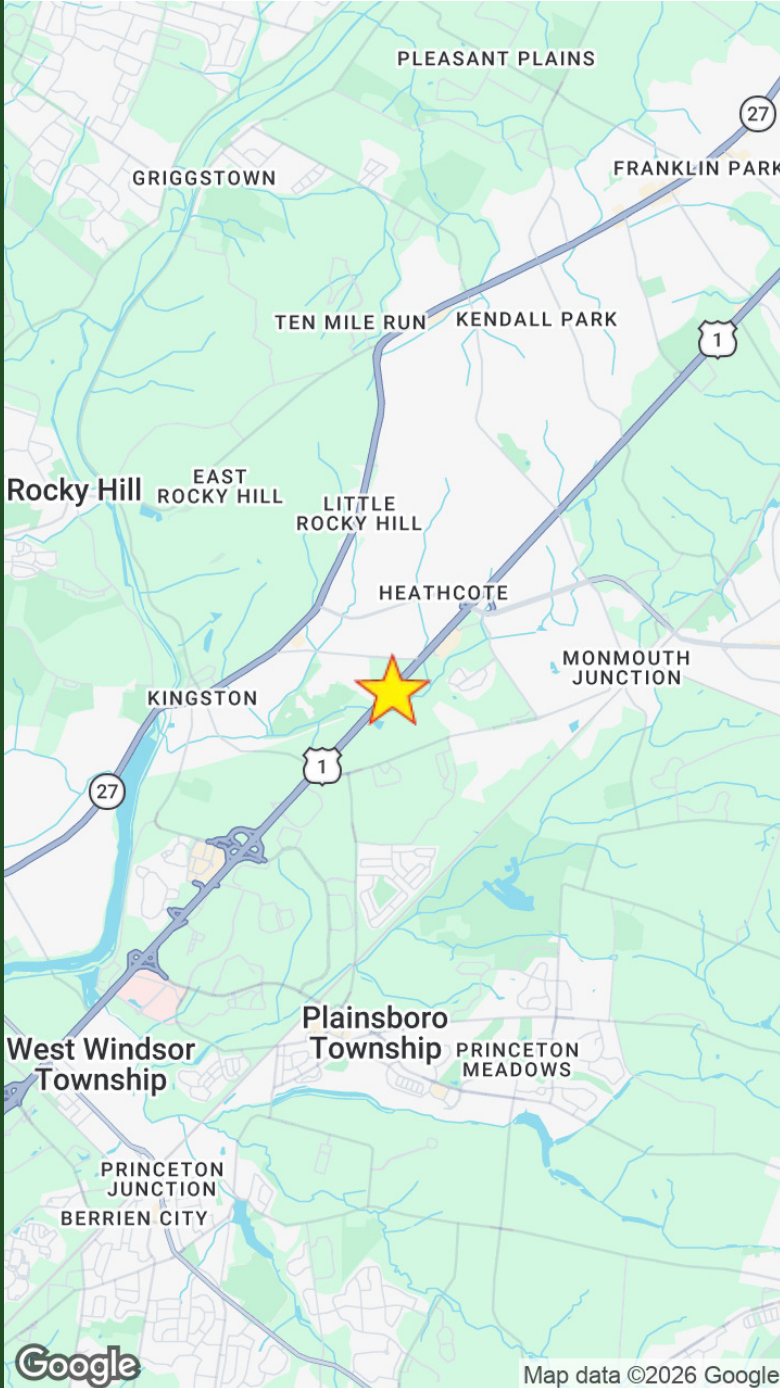 PLEASANT PLAINS
27
FRANKLIN PARK
GRIGGSTOWN
TEN MILE RUN
KENDALL PARK
1
EAST
ROCKY HILL
Rocky Hill
LITTLE
ROCKY HILL
HEATHCOTE
MONMOUTH
JUNCTION
KINGSTON
1
27
Plainsboro
Township
West Windsor
Township
PRINCETON
MEADOWS
PRINCETON
JUNCTION
BERRIEN CITY
Google
Map data ©2026 Google